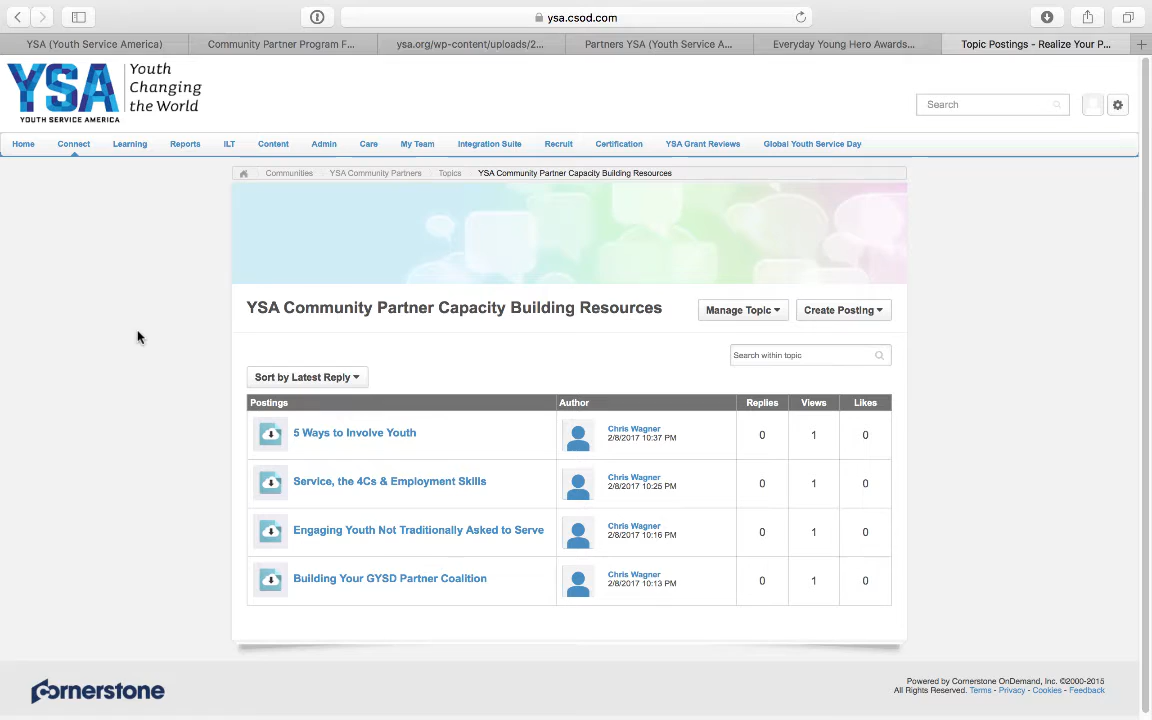 ysa.csod.com
YSA (Youth Service America)
Community Partner Program F...
ysa.org/wp-content/uploads/2...
Partners YSA (Youth Service A...
Everyday Young Hero Awards...
Topic Postings - Realize Your P...
YSA
Youth
Changing
the World
YOUTH SERVICE AMERICA
Search
Home
Connect
Learning
Reports
ILT
Content
Admin
Care
My Team
Integration Suite
Recruit
Certification
YSA Grant Reviews
Global Youth Service Day
Communities
YSA Community Partners
Topics
YSA Community Partner Capacity Building Resources
YSA Community Partner Capacity Building Resources
Manage Topic
Create Posting
Search within topic
Sort by Latest Reply
Postings Author Replies Views Likes
5 Ways to Involve Youth
Chris Wagner
2/8/2017 10:37 PM
0 1 0
Service, the 4Cs & Employment Skills
Chris Wagner
2/8/2017 10:25 PM
0 1 0
Engaging Youth Not Traditionally Asked to Serve
Chris Wagner
2/8/2017 10:16 PM
0 1 0
Building Your GYSD Partner Coalition
Chris Wagner
2/8/2017 10:13 PM
0 1 0
cornerstone
Powered by Cornerstone OnDemand, Inc. ©2000-2015
All Rights Reserved. Terms - Privacy - Cookies - Feedback